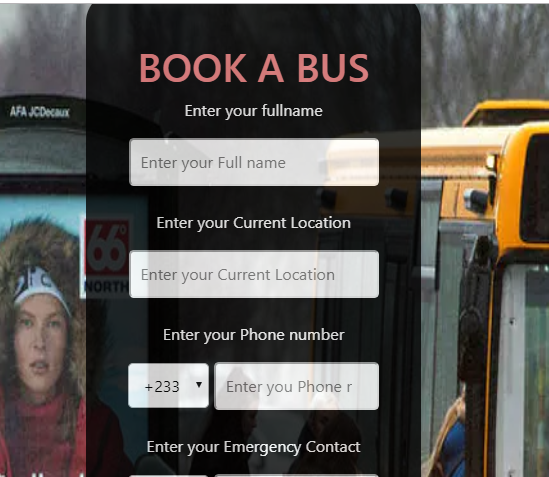 BOOK A BUS
AFA JCDecaux
Enter your fullname
Enter your Full name
Enter your Current Location
66°
NORTH
Enter your Current Location
Enter your Phone number
+233
Enter you Phone r
Enter your Emergency Contact